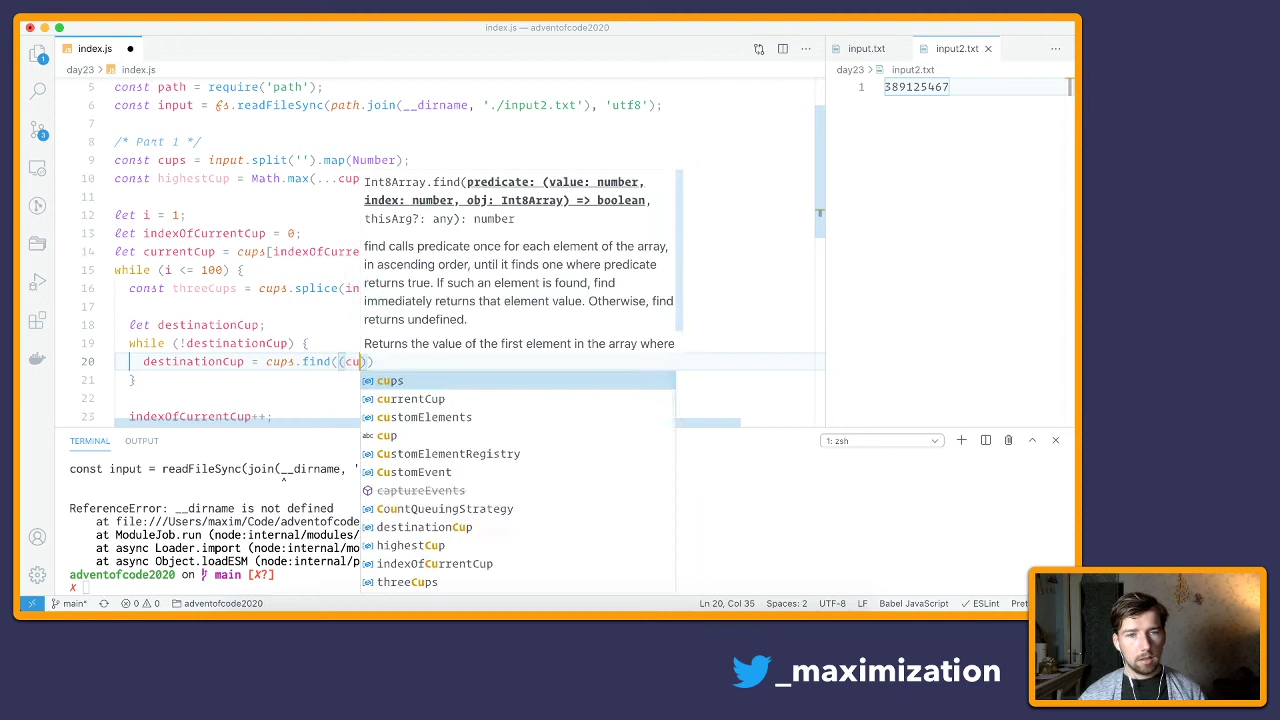 index.js — adventofcode2020
index.js
input.txt
input2.txt
day23 > index.js
day23 > input2.txt
5 const path = require('path');
6 const input = fs.readFileSync(path.join(__dirname, './input2.txt'), 'utf8');
7
8 /* Part 1 */
9 const cups = input.split('').map(Number);
10 const highestCup = Math.max(...cup
11
12 let i = 1;
13 let indexOfCurrentCup = 0;
14 let currentCup = cups[indexOfCurre
15 while (i <= 100) {
16 const threeCups = cups.splice(in
17
18 let destinationCup;
19 while (!destinationCup) {
20 destinationCup = cups.find((cu))
21 }
22
23 indexOfCurrentCup++;
Int8Array.find(predicate: (value: number,
index: number, obj: Int8Array) => boolean,
thisArg?: any): number
find calls predicate once for each element of the array,
in ascending order, until it finds one where predicate
returns true. If such an element is found, find
immediately returns that element value. Otherwise, find
returns undefined.
Returns the value of the first element in the array where
cups
currentCup
customElements
abc cup
CustomElementRegistry
CustomEvent
captureEvents
CountQueuingStrategy
destinationCup
highestCup
indexOfCurrentCup
threeCups
1 389125467
1
3
TERMINAL OUTPUT
1: zsh
const input = readFileSync(join(__dirname, '
^
ReferenceError: __dirname is not defined
at file:///Users/maxim/Code/adventofcode
at ModuleJob.run (node:internal/modules/
at async Loader.import (node:internal/mo
at async Object.loadESM (node:internal/p
adventofcode2020 on main [X?]
X
main* 0 0 adventofcode2020
Ln 20, Col 35 Spaces: 2 UTF-8 LF Babel JavaScript ESLint Pret
_maximization